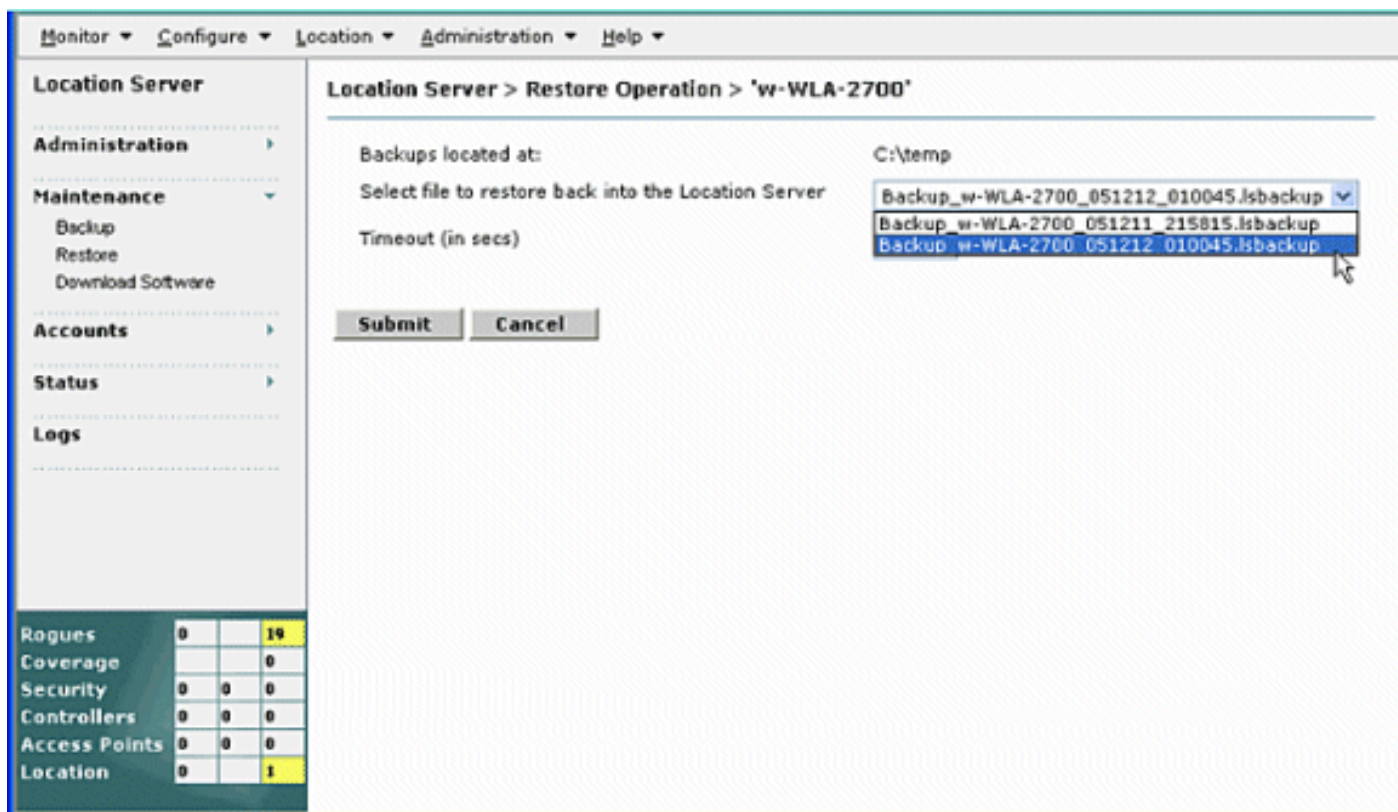 Monitor Configure Location Administration Help
Location Server
Administration
Maintenance
Backup
Restore
Download Software
Accounts
Status
Logs
Rogues 0 19
Coverage 0
Security 0 0 0
Controllers 0 0 0
Access Points 0 0 0
Location 0 1
Location Server > Restore Operation > 'w-WLA-2700'
Backups located at: C:\temp
Select file to restore back into the Location Server Backup_w-WLA-2700_051212_010045.lsbackup
Backup_w-WLA-2700_051211_215815.lsbackup
Backup_w-WLA-2700_051212_010045.lsbackup
Timeout (in secs)
Submit Cancel